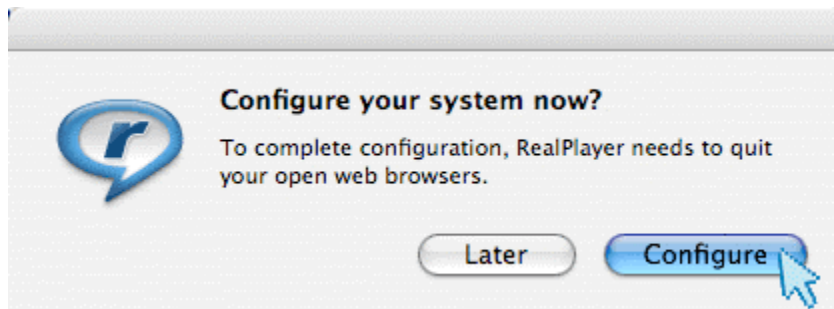 Configure your system now?
To complete configuration, RealPlayer needs to quit
your open web browsers.
Later
Configure